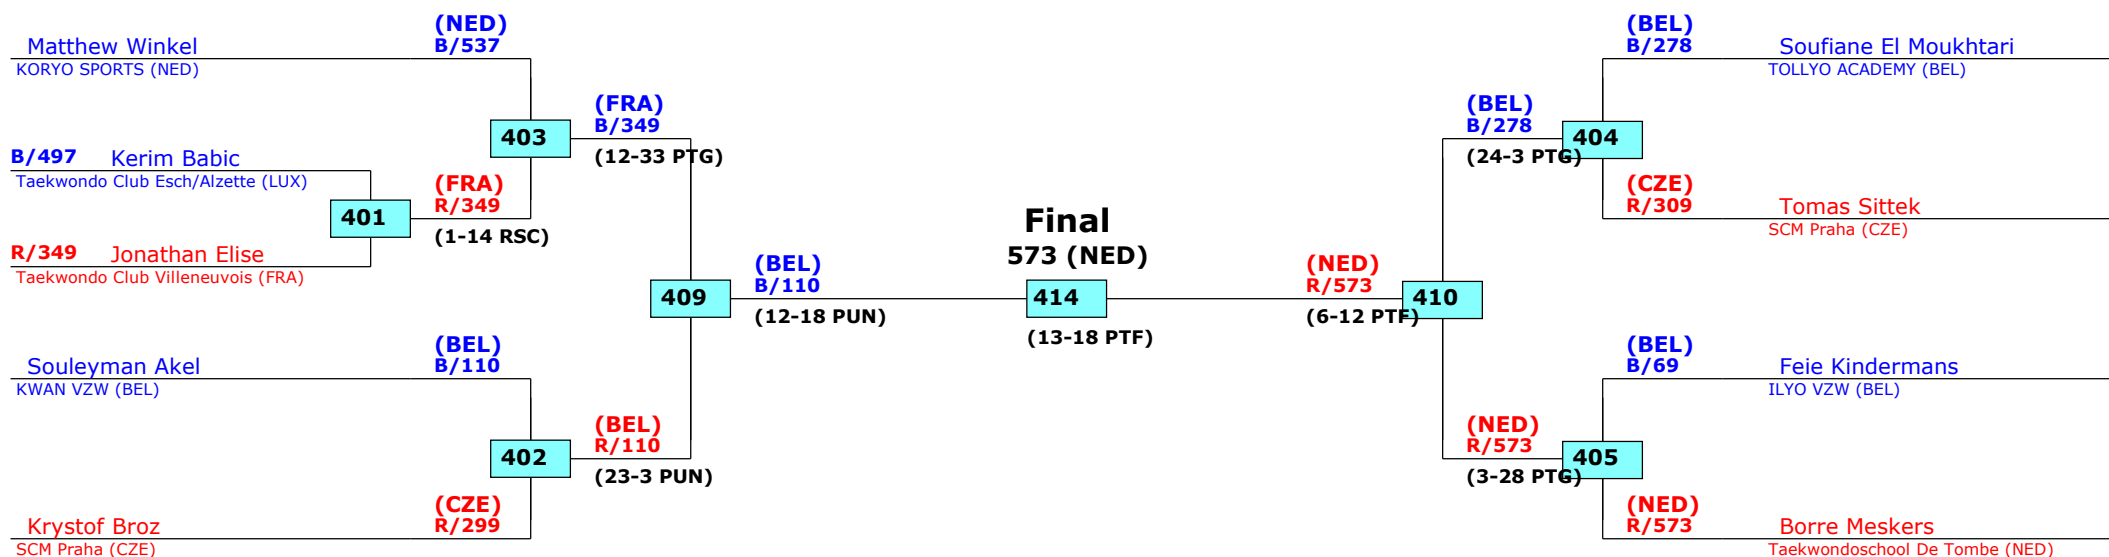 (NED)
B/537
Matthew Winkel
KORYO SPORTS (NED)
B/497 Kerim Babic
Taekwondo Club Esch/Alzette (LUX)
401
R/349 Jonathan Elise
Taekwondo Club Villeneuvois (FRA)
(FRA)
R/349
(1-14 RSC)
403
(FRA)
B/349
(12-33 PTG)
(BEL)
B/110
Souleyman Akel
KWAN VZW (BEL)
402
(CZE)
R/299
Krystof Broz
SCM Praha (CZE)
(BEL)
R/110
(23-3 PUN)
409
(BEL)
B/110
(12-18 PUN)
Final
573 (NED)
414
(13-18 PTF)
(NED)
R/573
(6-12 PTF)
410
(BEL)
B/278
(24-3 PTG)
404
(BEL)
B/278
Soufiane El Moukhtari
TOLLYO ACADEMY (BEL)
(CZE)
R/309
Tomas Sittek
SCM Praha (CZE)
(NED)
R/573
(3-28 PTG)
405
(BEL)
B/69
Feie Kindermans
ILYO VZW (BEL)
(NED)
R/573
Borre Meskers
Taekwondoschool De Tombe (NED)